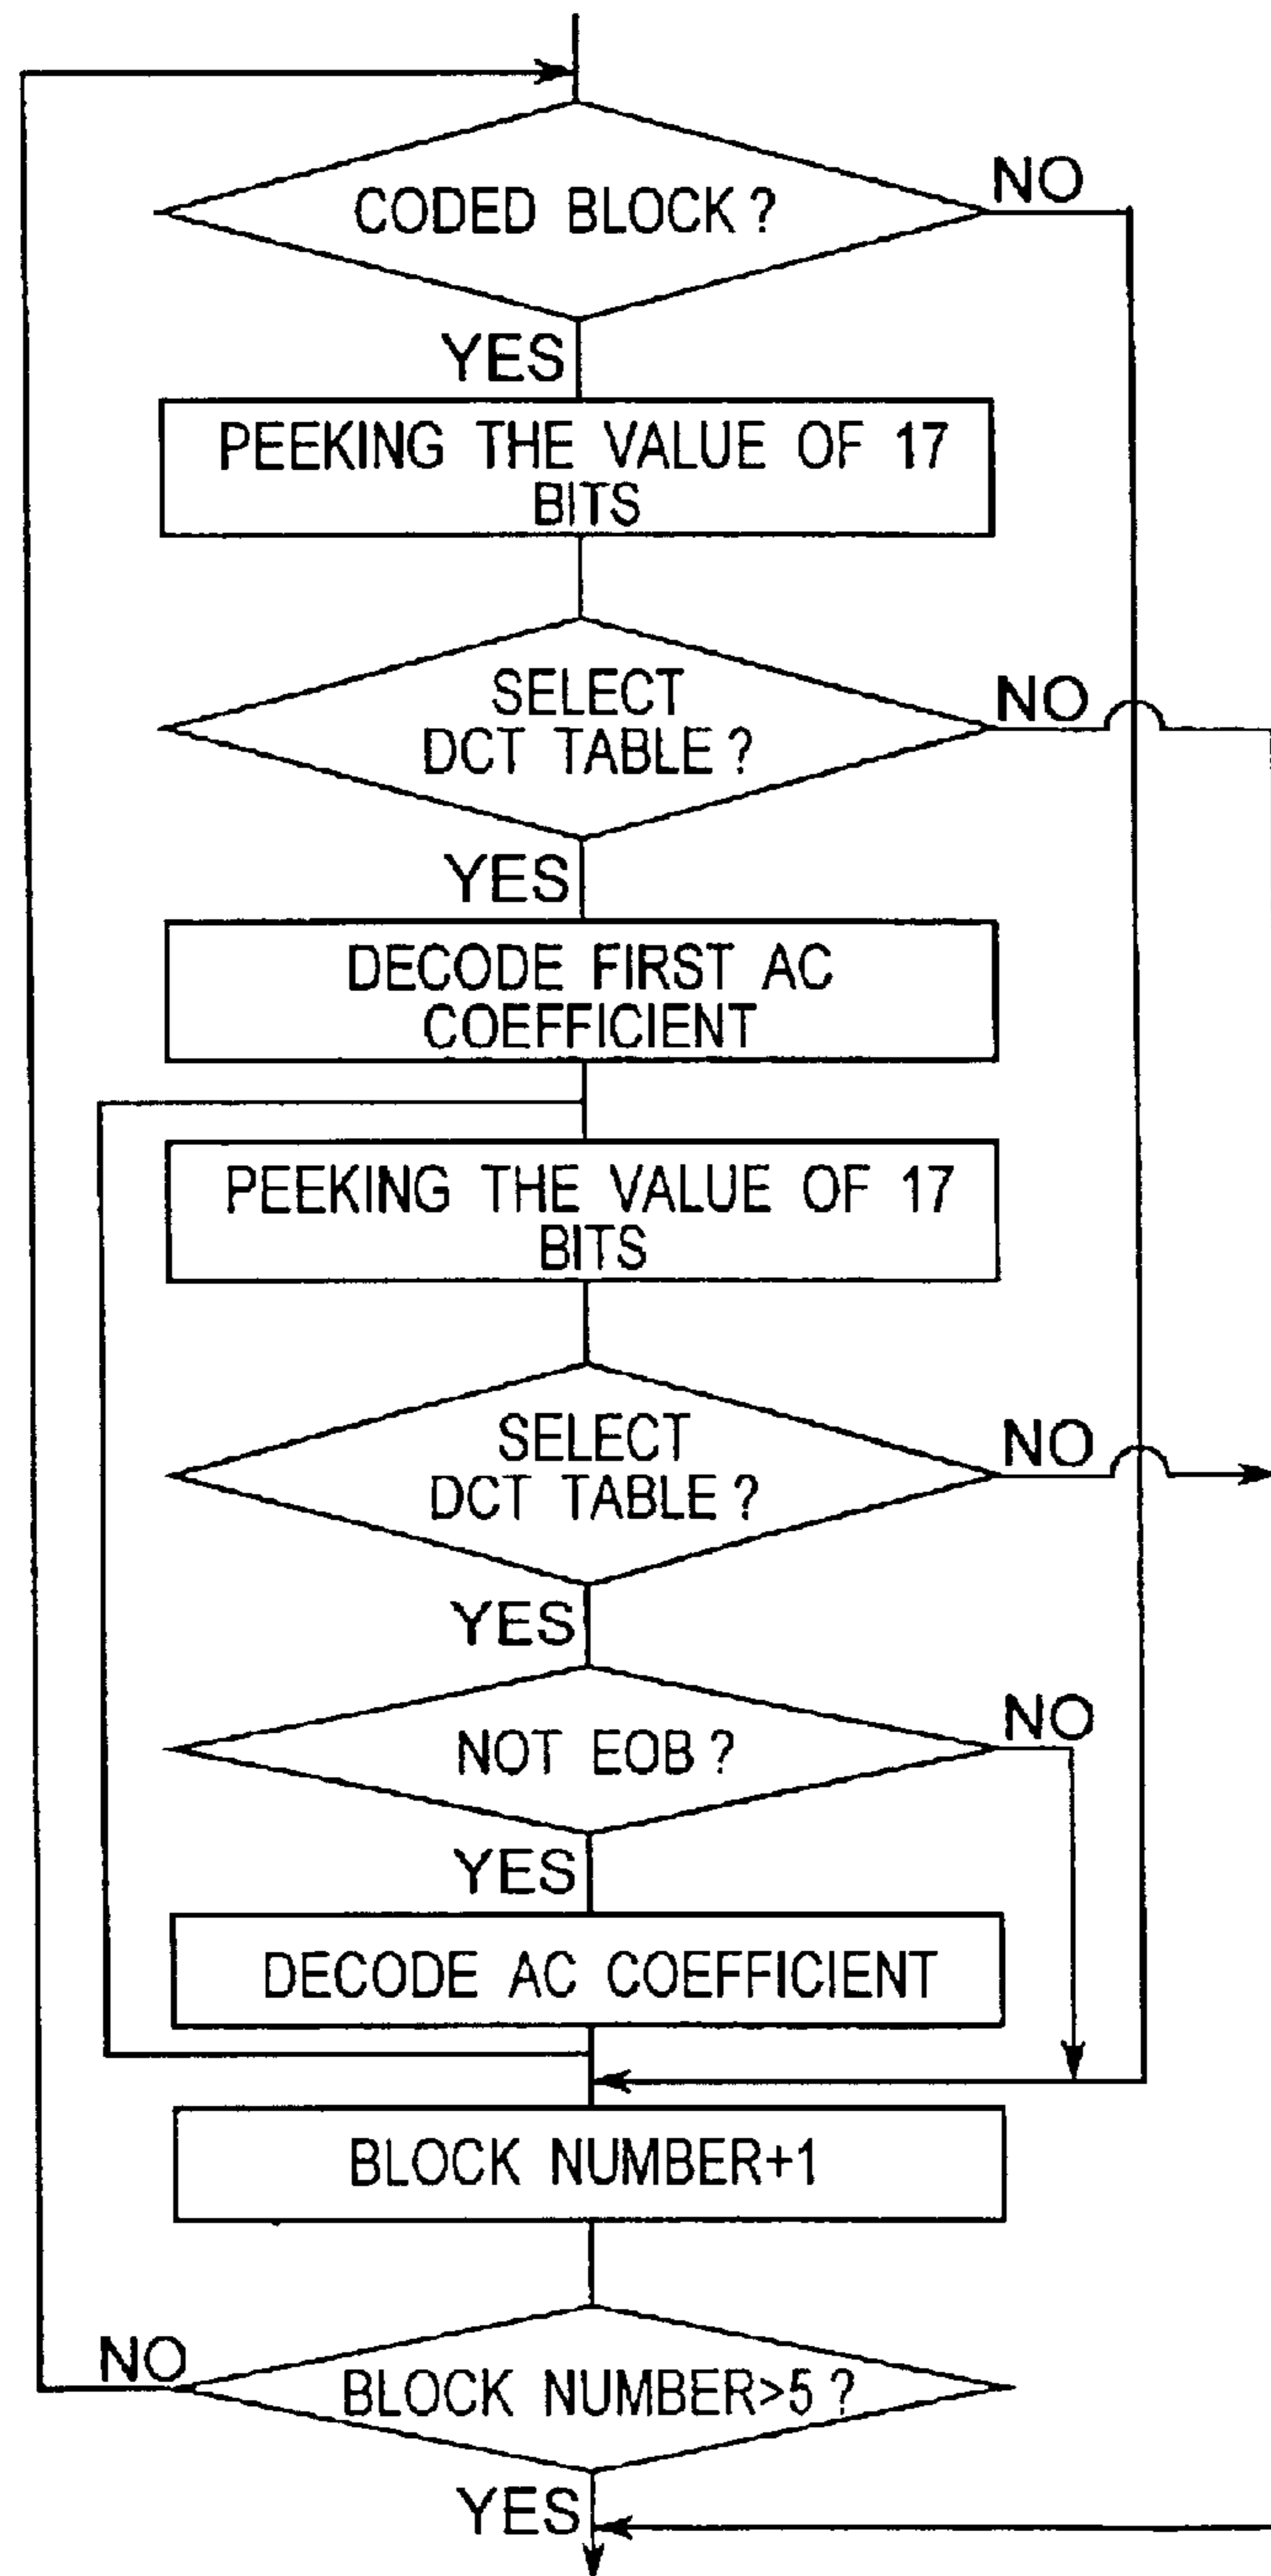 CODED BLOCK?
NO
YES
PEEKING THE VALUE OF 17
BITS
SELECT
DCT TABLE?
NO
YES
DECODE FIRST AC
COEFFICIENT
PEEKING THE VALUE OF 17
BITS
SELECT
DCT TABLE?
NO
YES
NOT EOB?
NO
YES
DECODE AC COEFFICIENT
BLOCK NUMBER+1
NO
BLOCK NUMBER>5?
YES